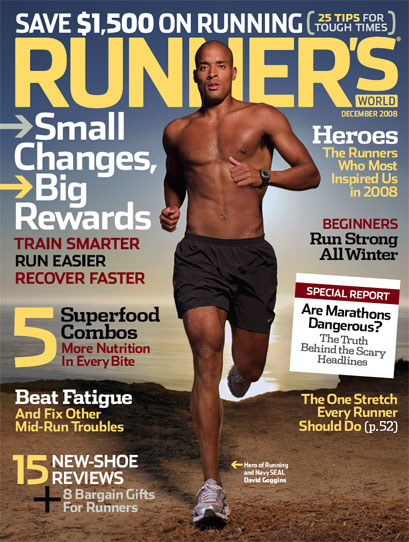 SAVE $1,500 ON RUNNING
25 TIPS FOR
TOUGH TIMES
RUNNER'S
WORLD
DECEMBER 2008
Small
Changes,
Big
Rewards
TRAIN SMARTER
RUN EASIER
RECOVER FASTER
Heroes
The Runners
Who Most
Inspired Us
in 2008
BEGINNERS
Run Strong
All Winter
SPECIAL REPORT
Are Marathons
Dangerous?
The Truth
Behind the Scary
Headlines
5 Superfood
Combos
More Nutrition
In Every Bite
Beat Fatigue
And Fix Other
Mid-Run Troubles
The One Stretch
Every Runner
Should Do (p.52)
15 NEW-SHOE
REVIEWS
+ 8 Bargain Gifts
For Runners
Hero of Running
and Navy SEAL
David Goggins